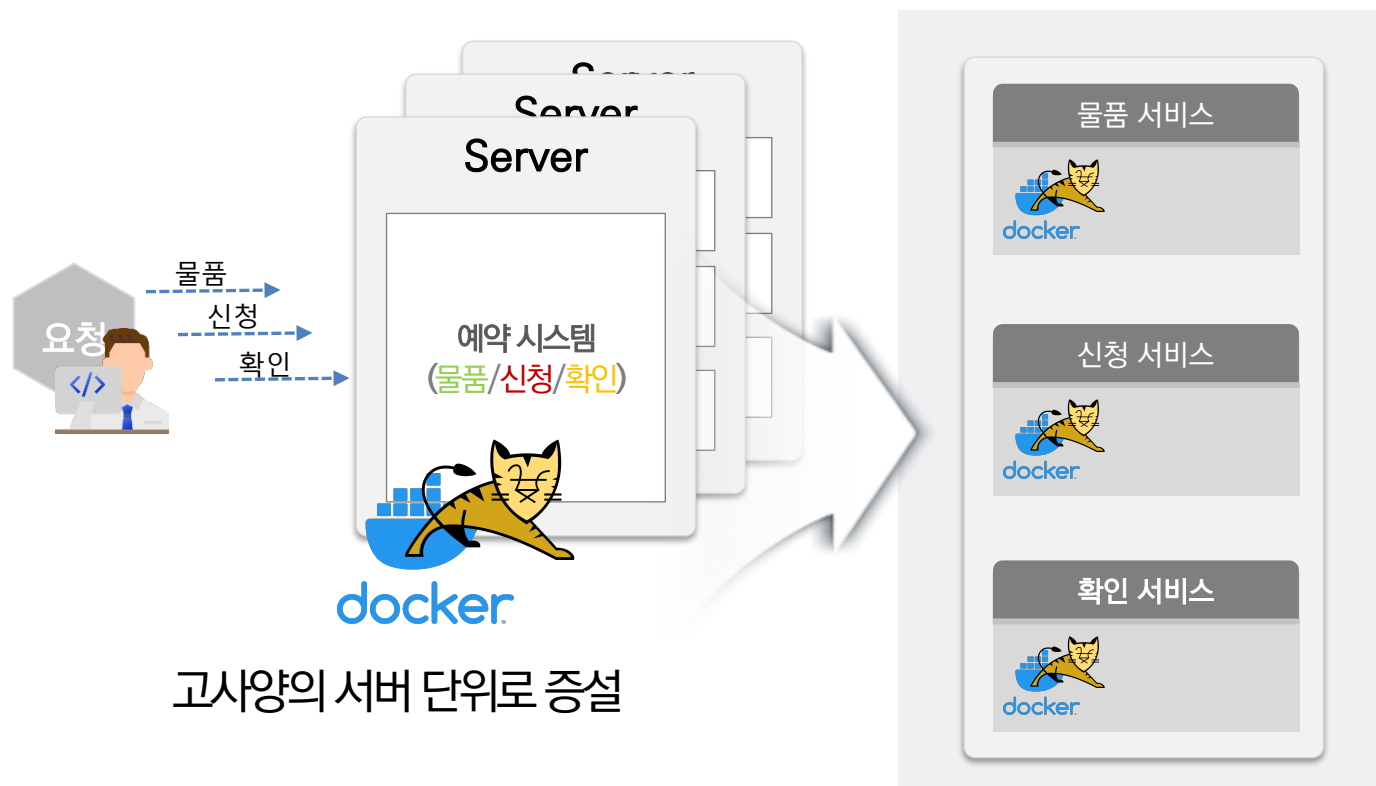 Server
Server
Server
요청
물품
신청
확인
예약 시스템
(물품/신청/확인)
docker
고사양의 서버 단위로 증설
물품 서비스
docker
신청 서비스
docker
확인 서비스
docker